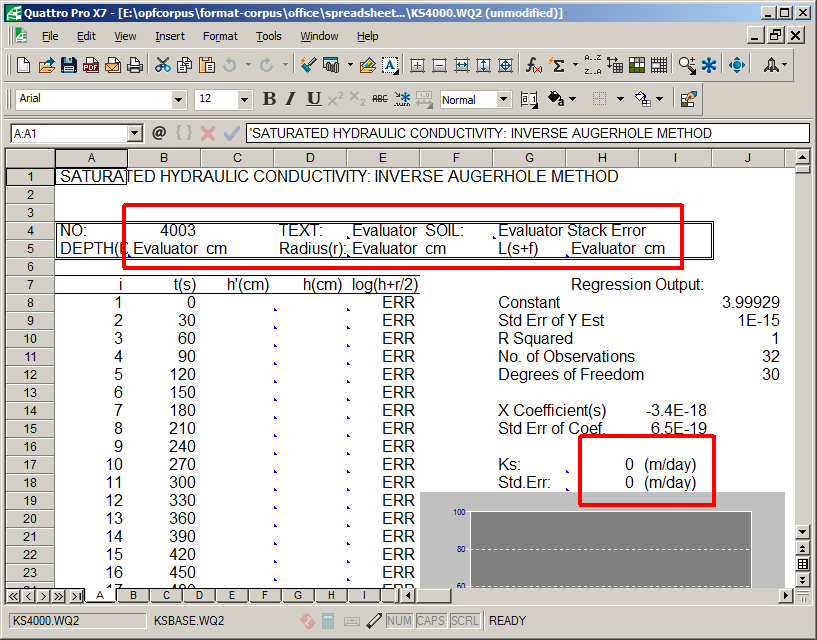 Quattro Pro X7 - [E:\opfcorpus\format-corpus\office\spreadsheet...\KS4000.WQ2 (unmodified)]
File Edit View Insert Format Tools Window Help
Arial 12 B I U ABC Normal
A:A1 @ { } 'SATURATED HYDRAULIC CONDUCTIVITY: INVERSE AUGERHOLE METHOD
A B C D E F G H I J
1 SATURATED HYDRAULIC CONDUCTIVITY: INVERSE AUGERHOLE METHOD
2
3
4 NO: 4003 TEXT: Evaluator SOIL: Evaluator Stack Error
5 DEPTH( Evaluator cm Radius(r): Evaluator cm L(s+f) Evaluator cm
6
7 i t(s) h'(cm) h(cm) log(h+r/2) Regression Output:
8 1 0 ERR Constant 3.99929
9 2 30 ERR Std Err of Y Est 1E-15
10 3 60 ERR R Squared 1
11 4 90 ERR No. of Observations 32
12 5 120 ERR Degrees of Freedom 30
13 6 150 ERR
14 7 180 ERR X Coefficient(s) -3.4E-18
15 8 210 ERR Std Err of Coef. 6.5E-19
16 9 240 ERR
17 10 270 ERR Ks: 0 (m/day)
18 11 300 ERR Std.Err: 0 (m/day)
19 12 330 ERR
20 13 360 ERR 100
21 14 390 ERR
22 15 420 ERR 80
23 16 450 ERR
60
A B C D E F G H I
KS4000.WQ2 KSBASE.WQ2 NUM CAPS SCRL READY